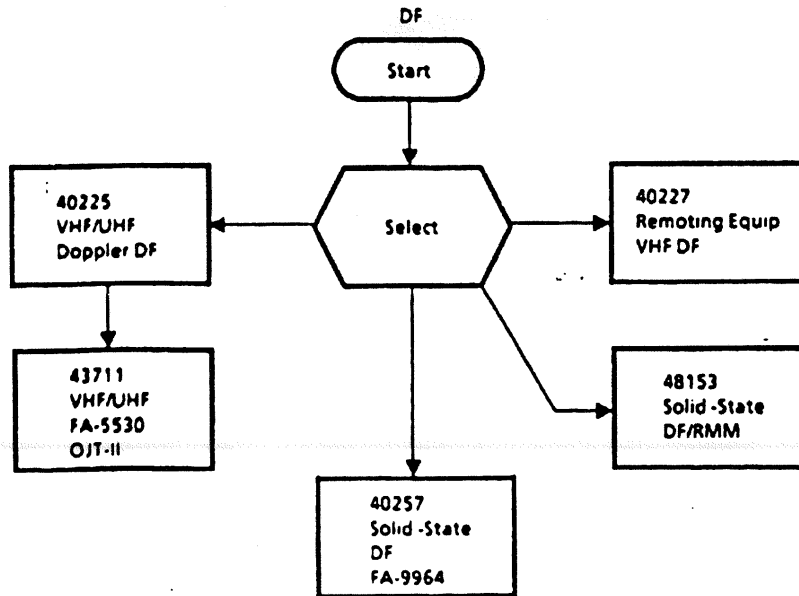 DF
Start
Select
40225
VHF/UHF
Doppler DF
40227
Remoting Equip
VHF DF
43711
VHF/UHF
FA-5530
OJT-II
48153
Solid-State
DF/RMM
40257
Solid-State
DF
FA-9964